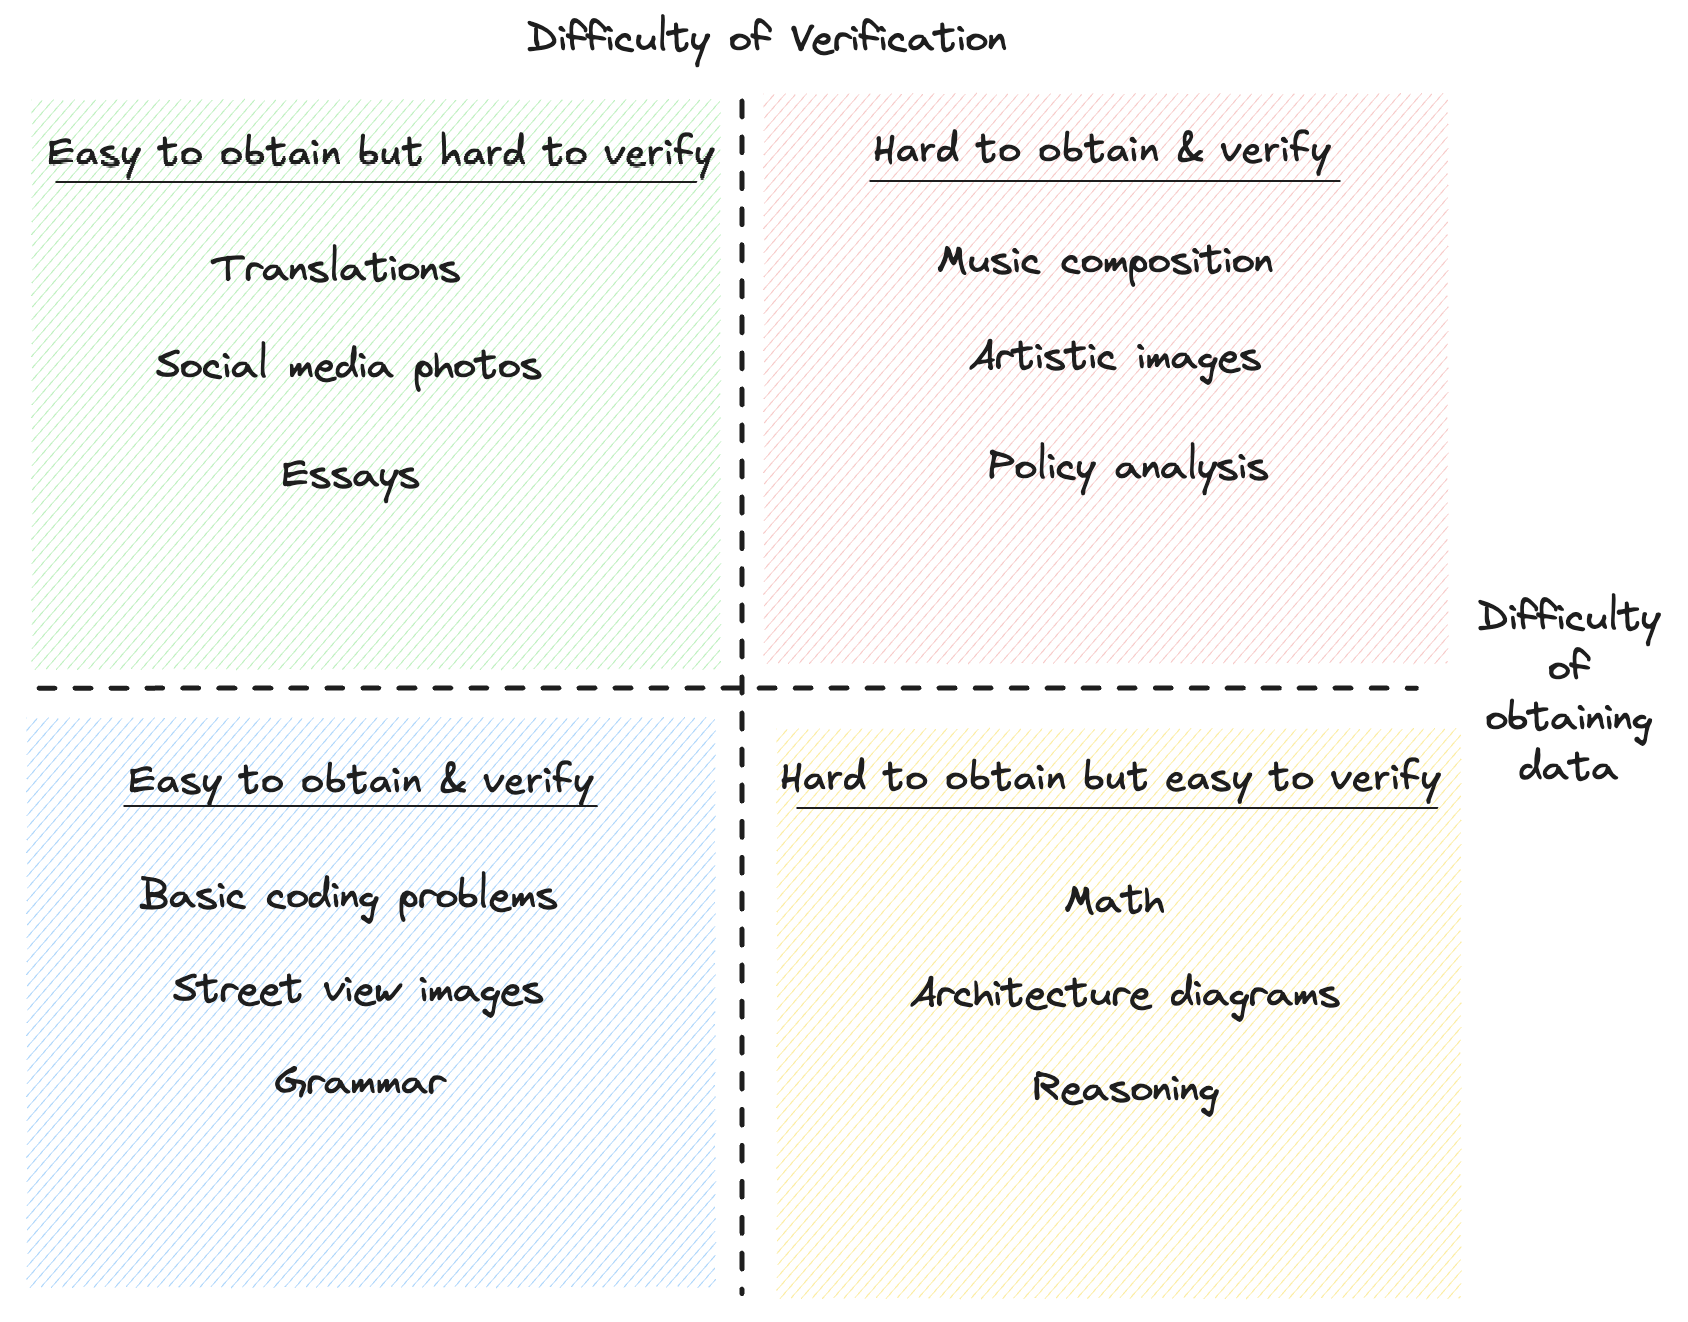 Difficulty of Verification
Easy to obtain but hard to verify
Translations
Social media photos
Essays
Hard to obtain & verify
Music composition
Artistic images
Policy analysis
Difficulty
of
obtaining
data
Easy to obtain & verify
Basic coding problems
Street view images
Grammar
Hard to obtain but easy to verify
Math
Architecture diagrams
Reasoning